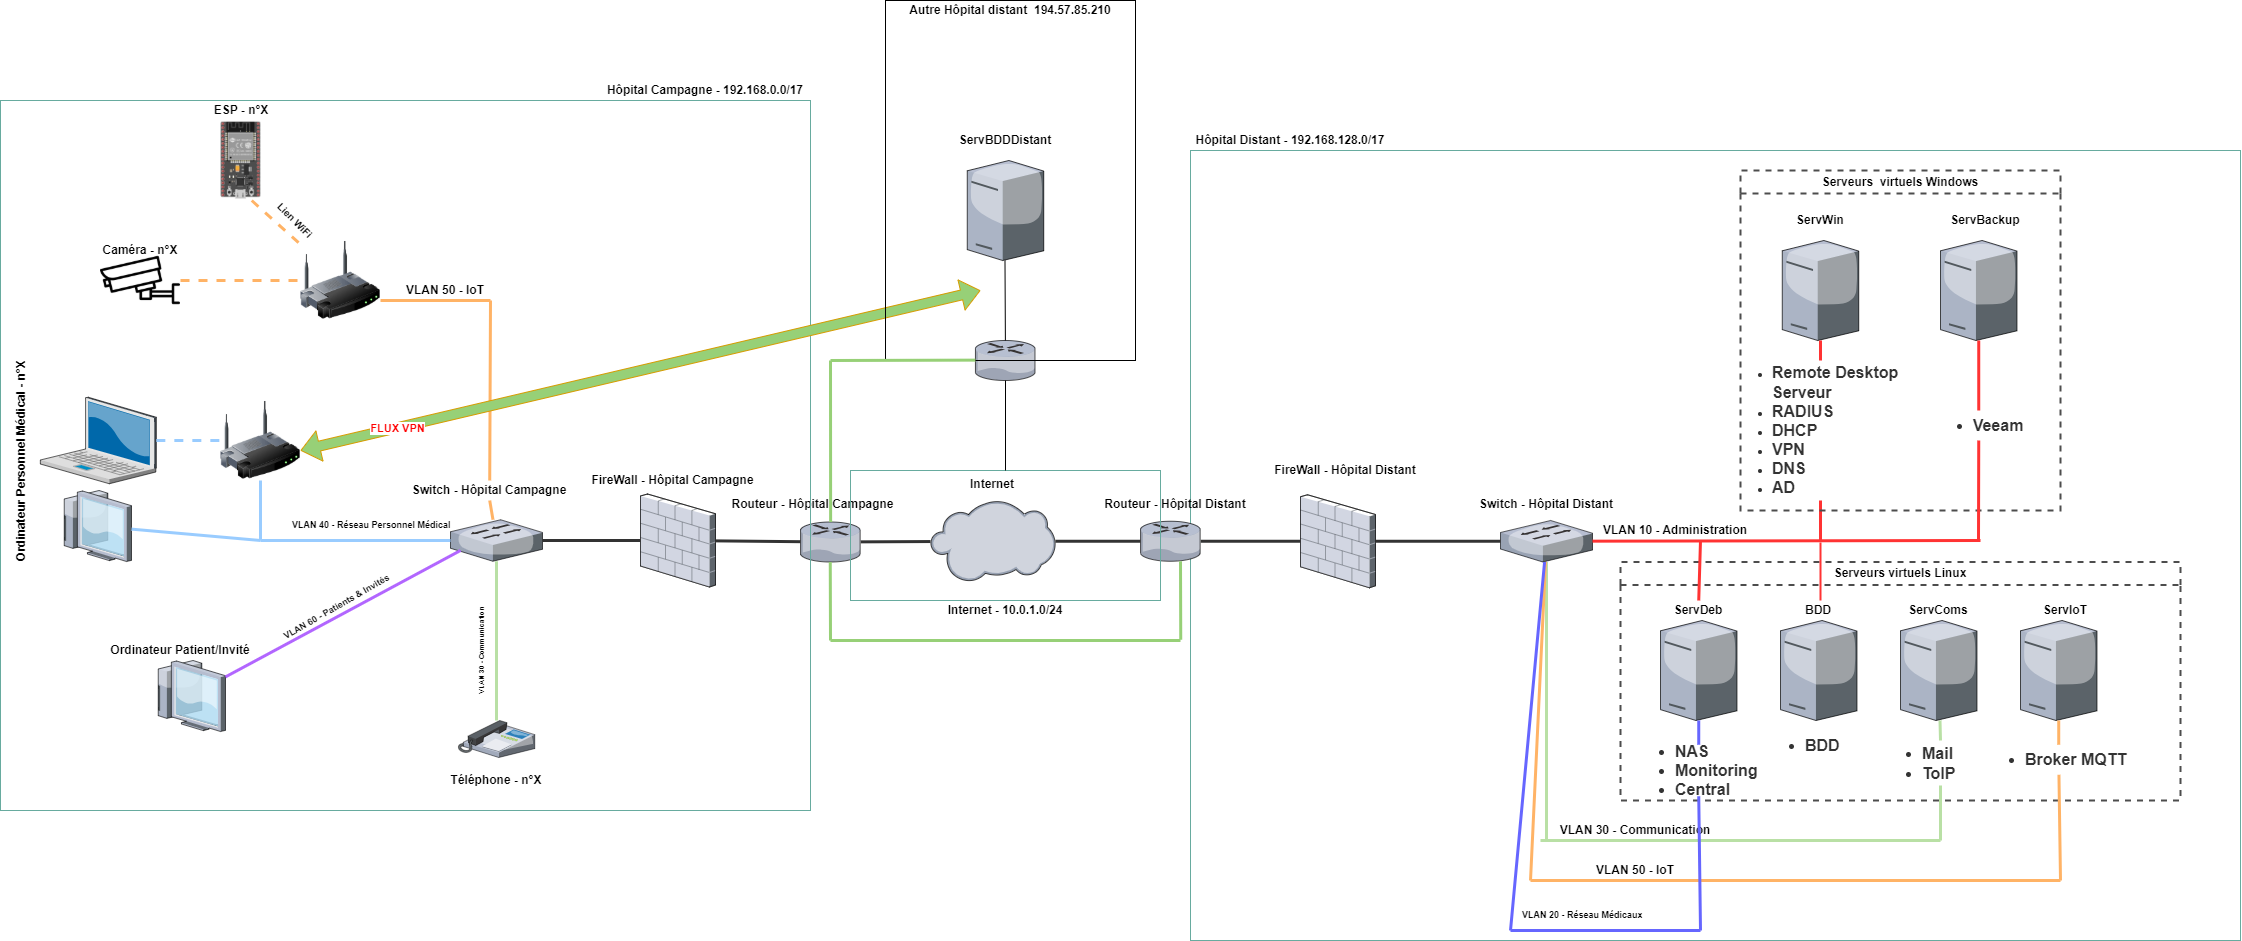 Autre Hôpital distant  194.57.85.210
Hôpital Campagne - 192.168.0.0/17
ESP - n°X
Lien WiFi
Caméra - n°X
VLAN 50 - IoT
ServBDDDistant
Hôpital Distant - 192.168.128.0/17
Serveurs  virtuels Windows
ServWin
ServBackup
Remote Desktop
Serveur
RADIUS
DHCP
VPN
DNS
AD
Veeam
Ordinateur Personnel Médical - n°X
FLUX VPN
Switch - Hôpital Campagne
FireWall - Hôpital Campagne
Routeur - Hôpital Campagne
Internet
Routeur - Hôpital Distant
FireWall - Hôpital Distant
Switch - Hôpital Distant
VLAN 10 - Administration
VLAN 40 - Réseau Personnel Médical
Internet - 10.0.1.0/24
VLAN 60 - Patients & Invités
VLAN 30 - Communication
Ordinateur Patient/Invité
Téléphone - n°X
Serveurs virtuels Linux
ServDeb
BDD
ServComs
ServIoT
NAS
Monitoring
Central
BDD
Mail
ToIP
Broker MQTT
VLAN 30 - Communication
VLAN 50 - IoT
VLAN 20 - Réseau Médicaux